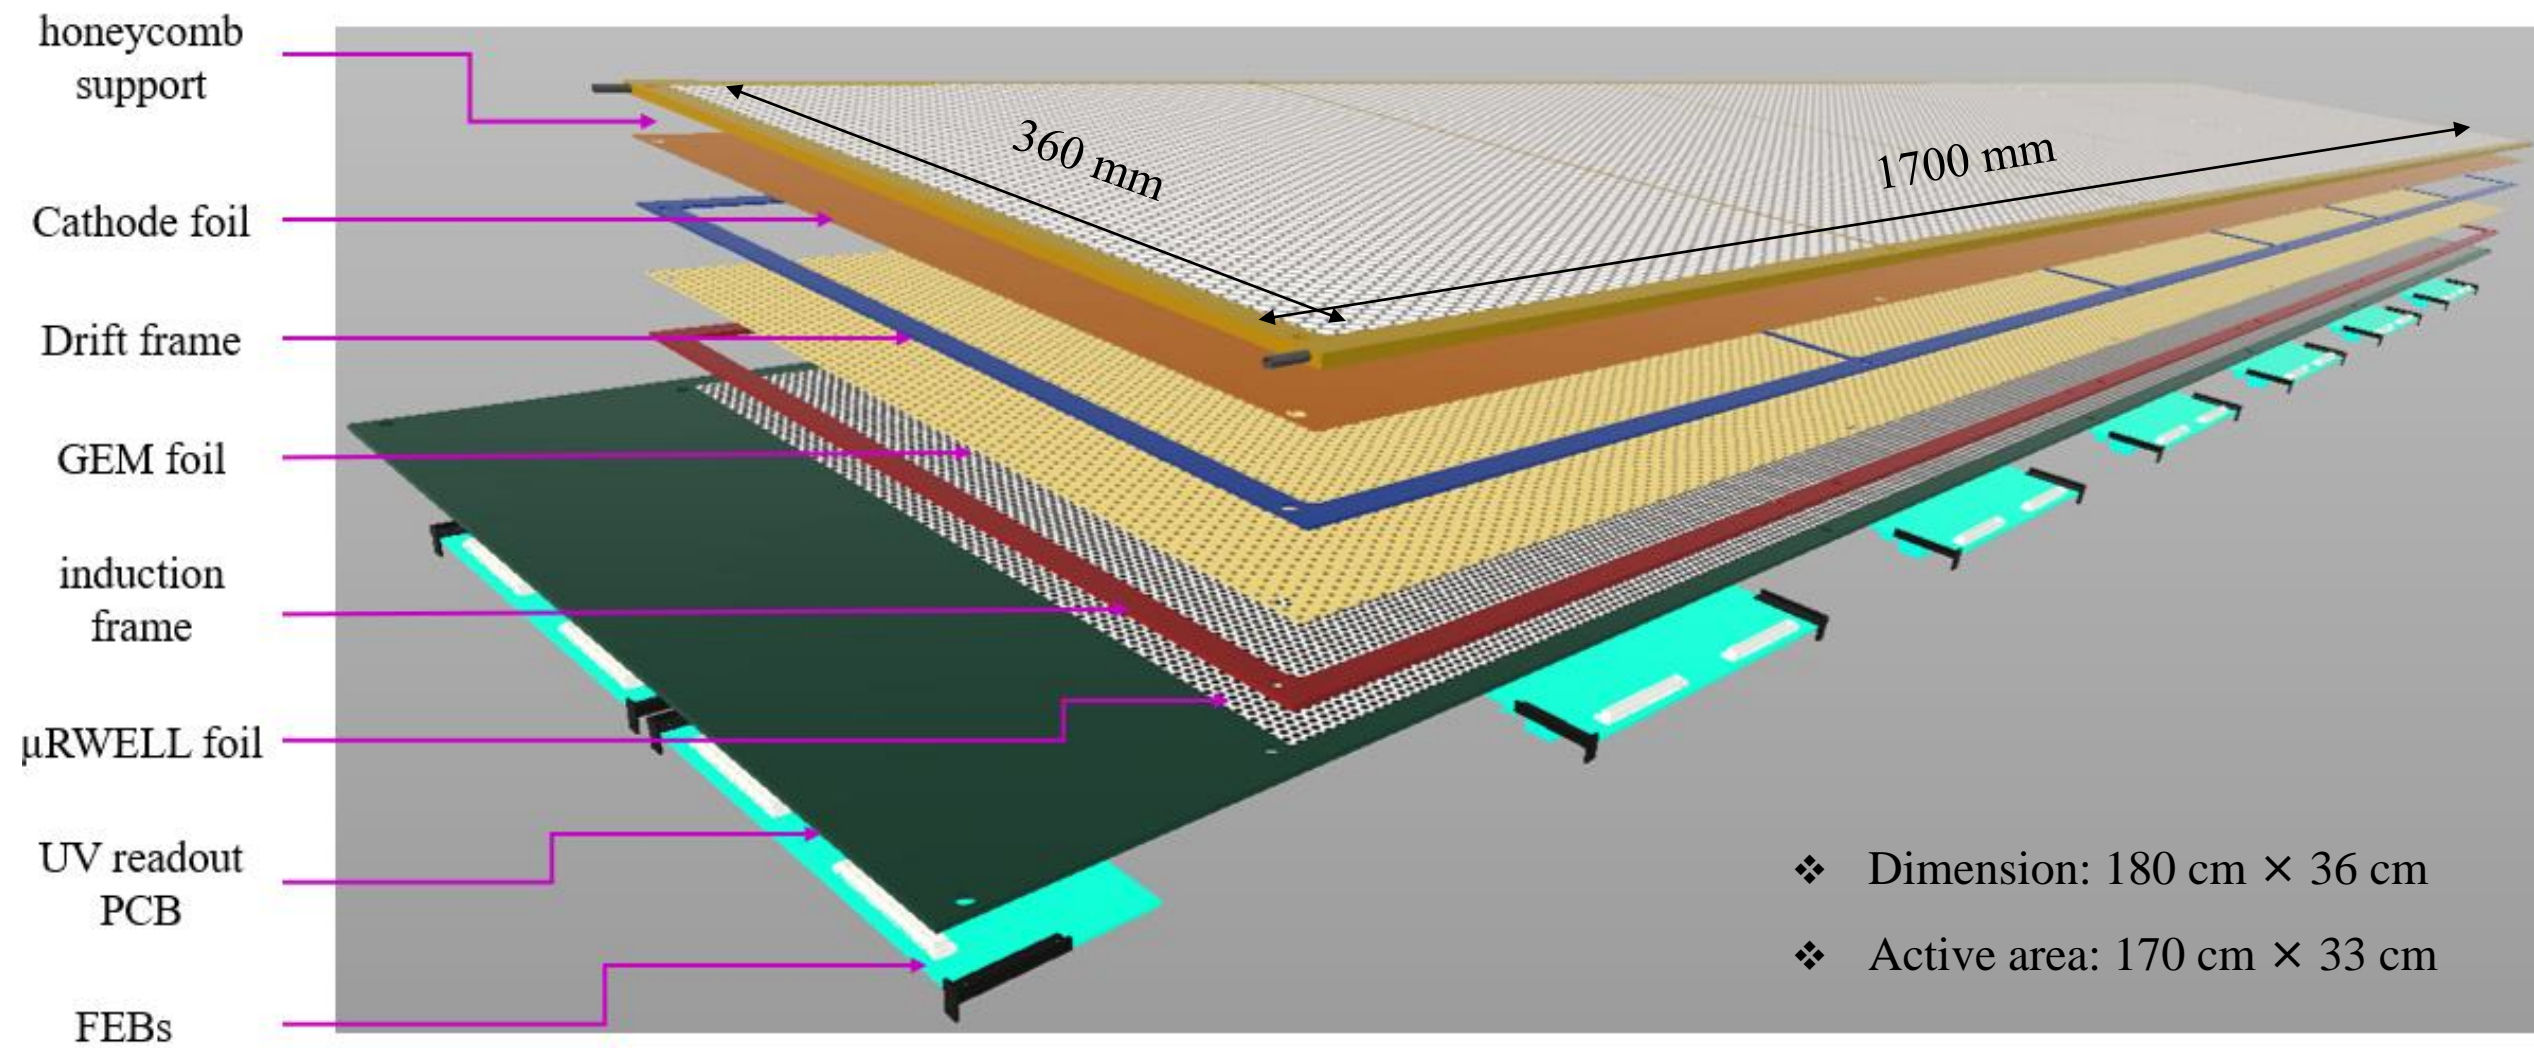 honeycomb
support
Cathode foil
Drift frame
GEM foil
induction
frame
μRWELL foil
UV readout
PCB
FEBs
360 mm
1700 mm
❖ Dimension: 180 cm × 36 cm
❖ Active area: 170 cm × 33 cm